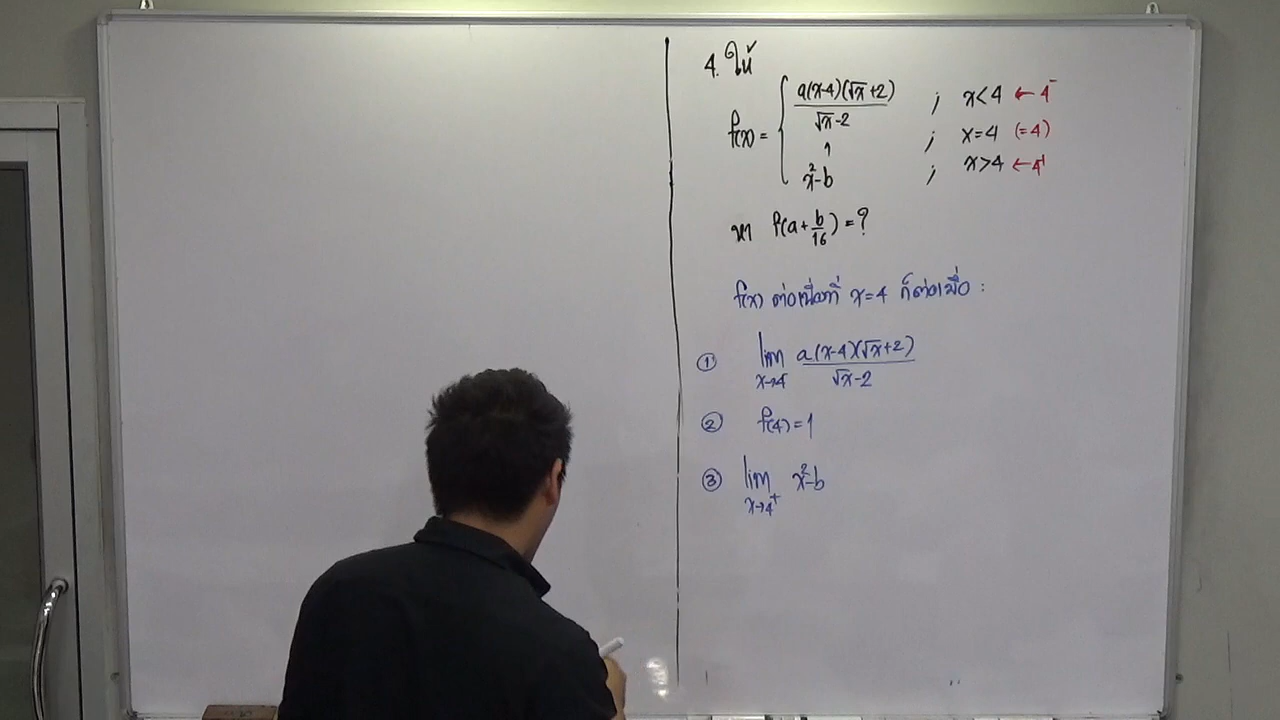 4. ให้
f(x) = { a(x-4)(√x+2) / √x-2 ; x<4 ← 4⁻
1 ; x=4 (=4)
x²-b ; x>4 ← 4⁺
หา f(a+b/16) = ?
f(x) ต่อเนื่องที่ x=4 ก็ต่อเมื่อ :
① lim x→4⁻ a(x-4)(√x+2) / √x-2
② f(4) = 1
③ lim x→4⁺ x²-b